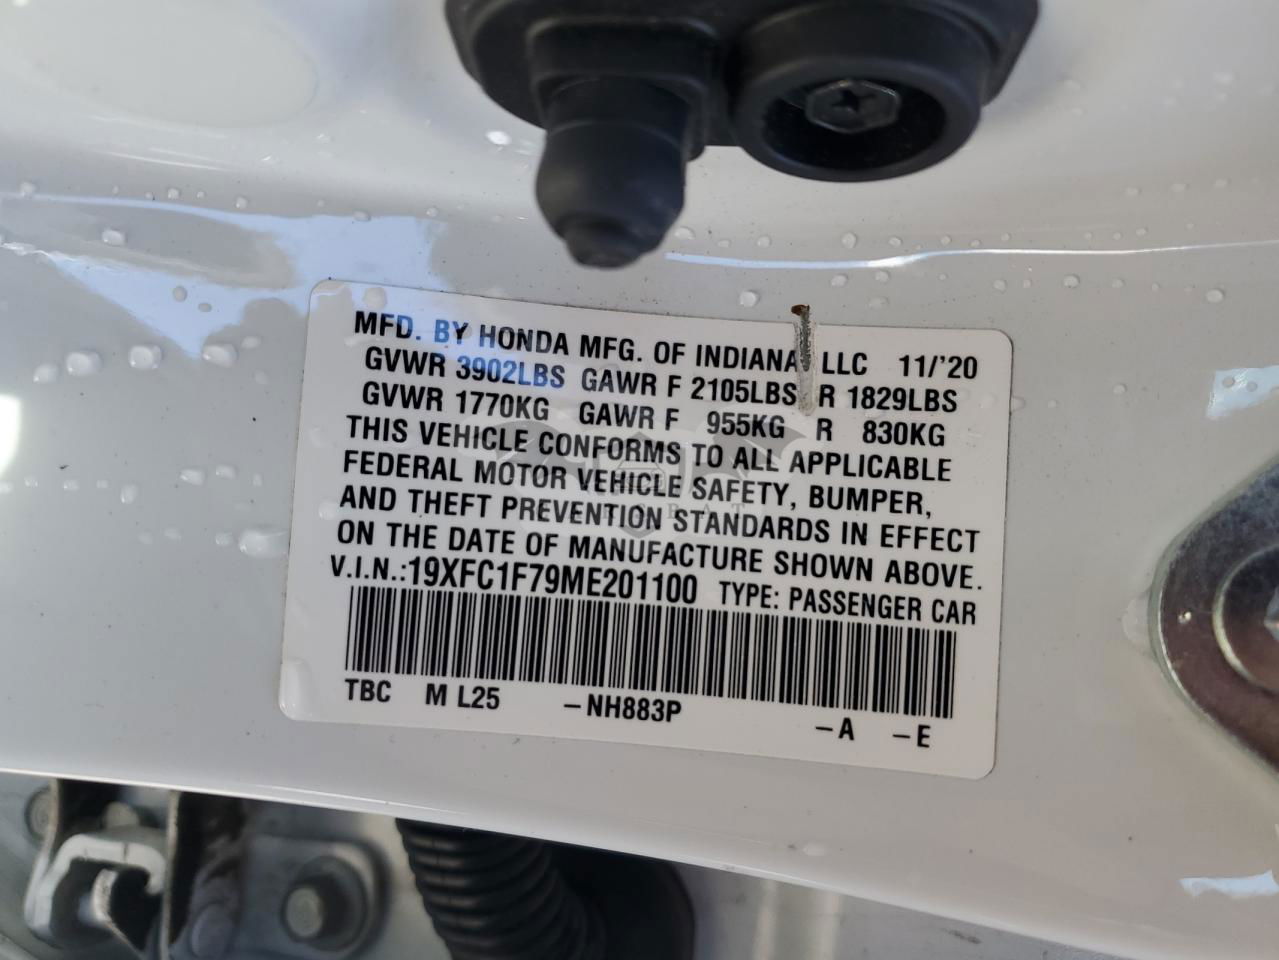 MFD. BY HONDA MFG. OF INDIANA, LLC 11/'20
GVWR 3902LBS GAWR F 2105LBS R 1829LBS
GVWR 1770KG GAWR F 955KG R 830KG
THIS VEHICLE CONFORMS TO ALL APPLICABLE
FEDERAL MOTOR VEHICLE SAFETY, BUMPER,
AND THEFT PREVENTION STANDARDS IN EFFECT
ON THE DATE OF MANUFACTURE SHOWN ABOVE.
V.I.N.:19XFC1F79ME201100 TYPE: PASSENGER CAR
TBC M L25 –NH883P –A –E